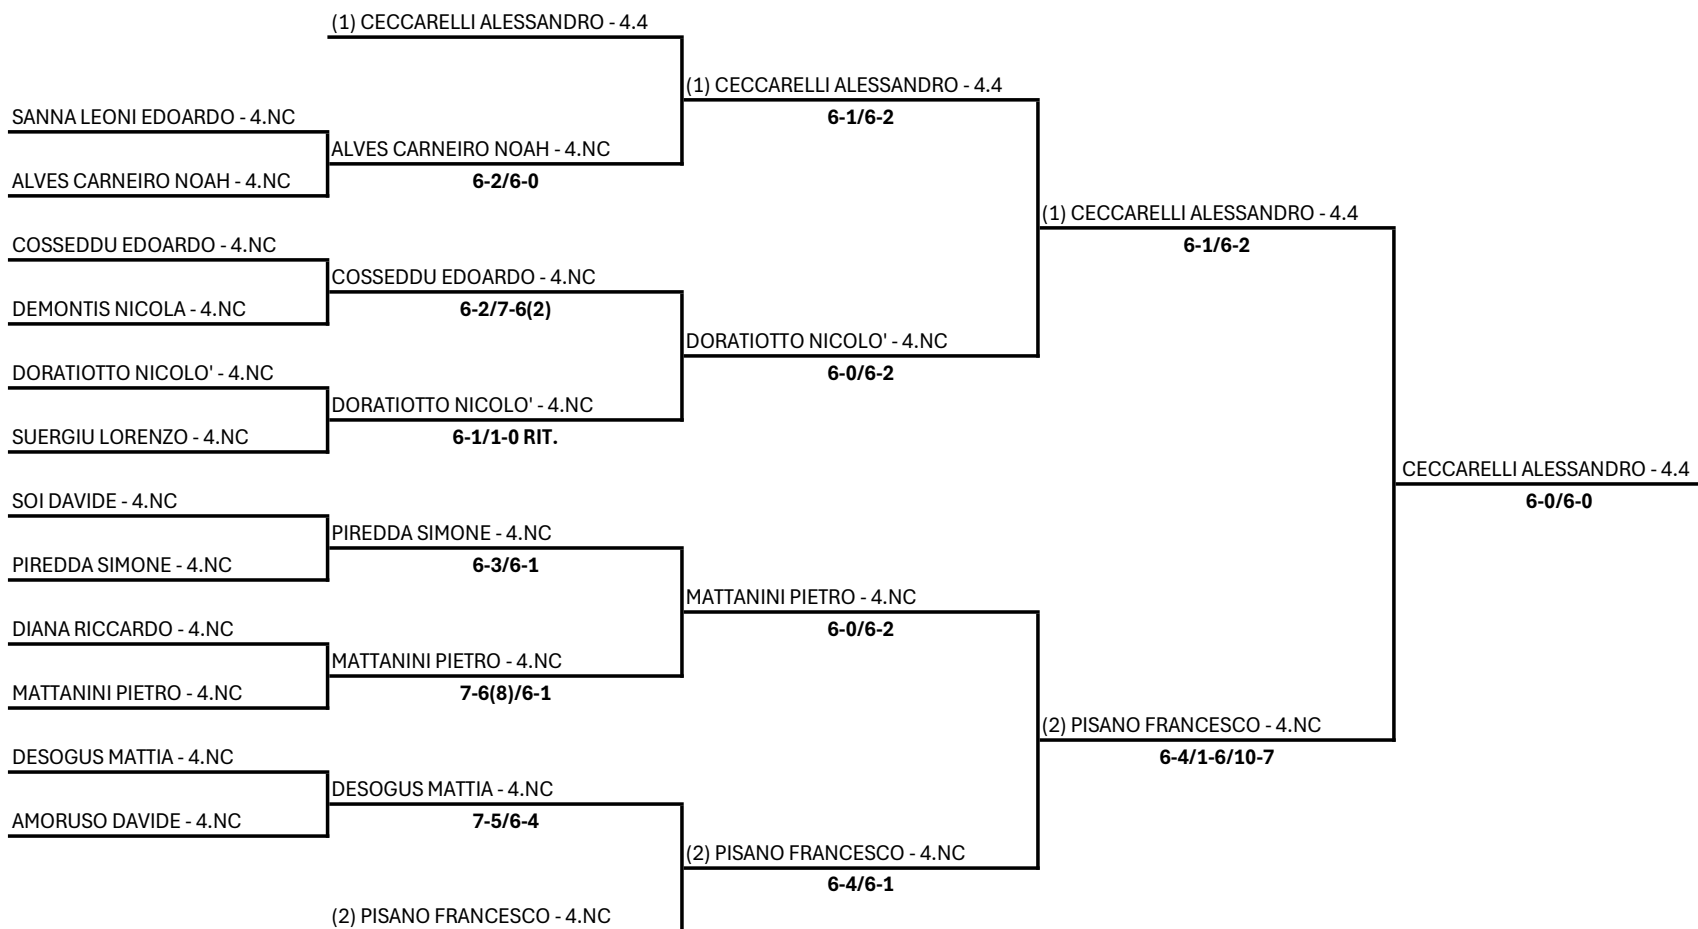 (1) CECCARELLI ALESSANDRO - 4.4
(1) CECCARELLI ALESSANDRO - 4.4
SANNA LEONI EDOARDO - 4.NC
6-1/6-2
ALVES CARNEIRO NOAH - 4.NC
ALVES CARNEIRO NOAH - 4.NC
6-2/6-0
(1) CECCARELLI ALESSANDRO - 4.4
COSSEDDU EDOARDO - 4.NC
6-1/6-2
COSSEDDU EDOARDO - 4.NC
DEMONTIS NICOLA - 4.NC
6-2/7-6(2)
DORATIOTTO NICOLO' - 4.NC
DORATIOTTO NICOLO' - 4.NC
6-0/6-2
DORATIOTTO NICOLO' - 4.NC
SUERGIU LORENZO - 4.NC
6-1/1-0 RIT.
CECCARELLI ALESSANDRO - 4.4
SOI DAVIDE - 4.NC
6-0/6-0
PIREDDA SIMONE - 4.NC
PIREDDA SIMONE - 4.NC
6-3/6-1
MATTANINI PIETRO - 4.NC
DIANA RICCARDO - 4.NC
6-0/6-2
MATTANINI PIETRO - 4.NC
MATTANINI PIETRO - 4.NC
7-6(8)/6-1
(2) PISANO FRANCESCO - 4.NC
DESOGUS MATTIA - 4.NC
6-4/1-6/10-7
DESOGUS MATTIA - 4.NC
AMORUSO DAVIDE - 4.NC
7-5/6-4
(2) PISANO FRANCESCO - 4.NC
6-4/6-1
(2) PISANO FRANCESCO - 4.NC